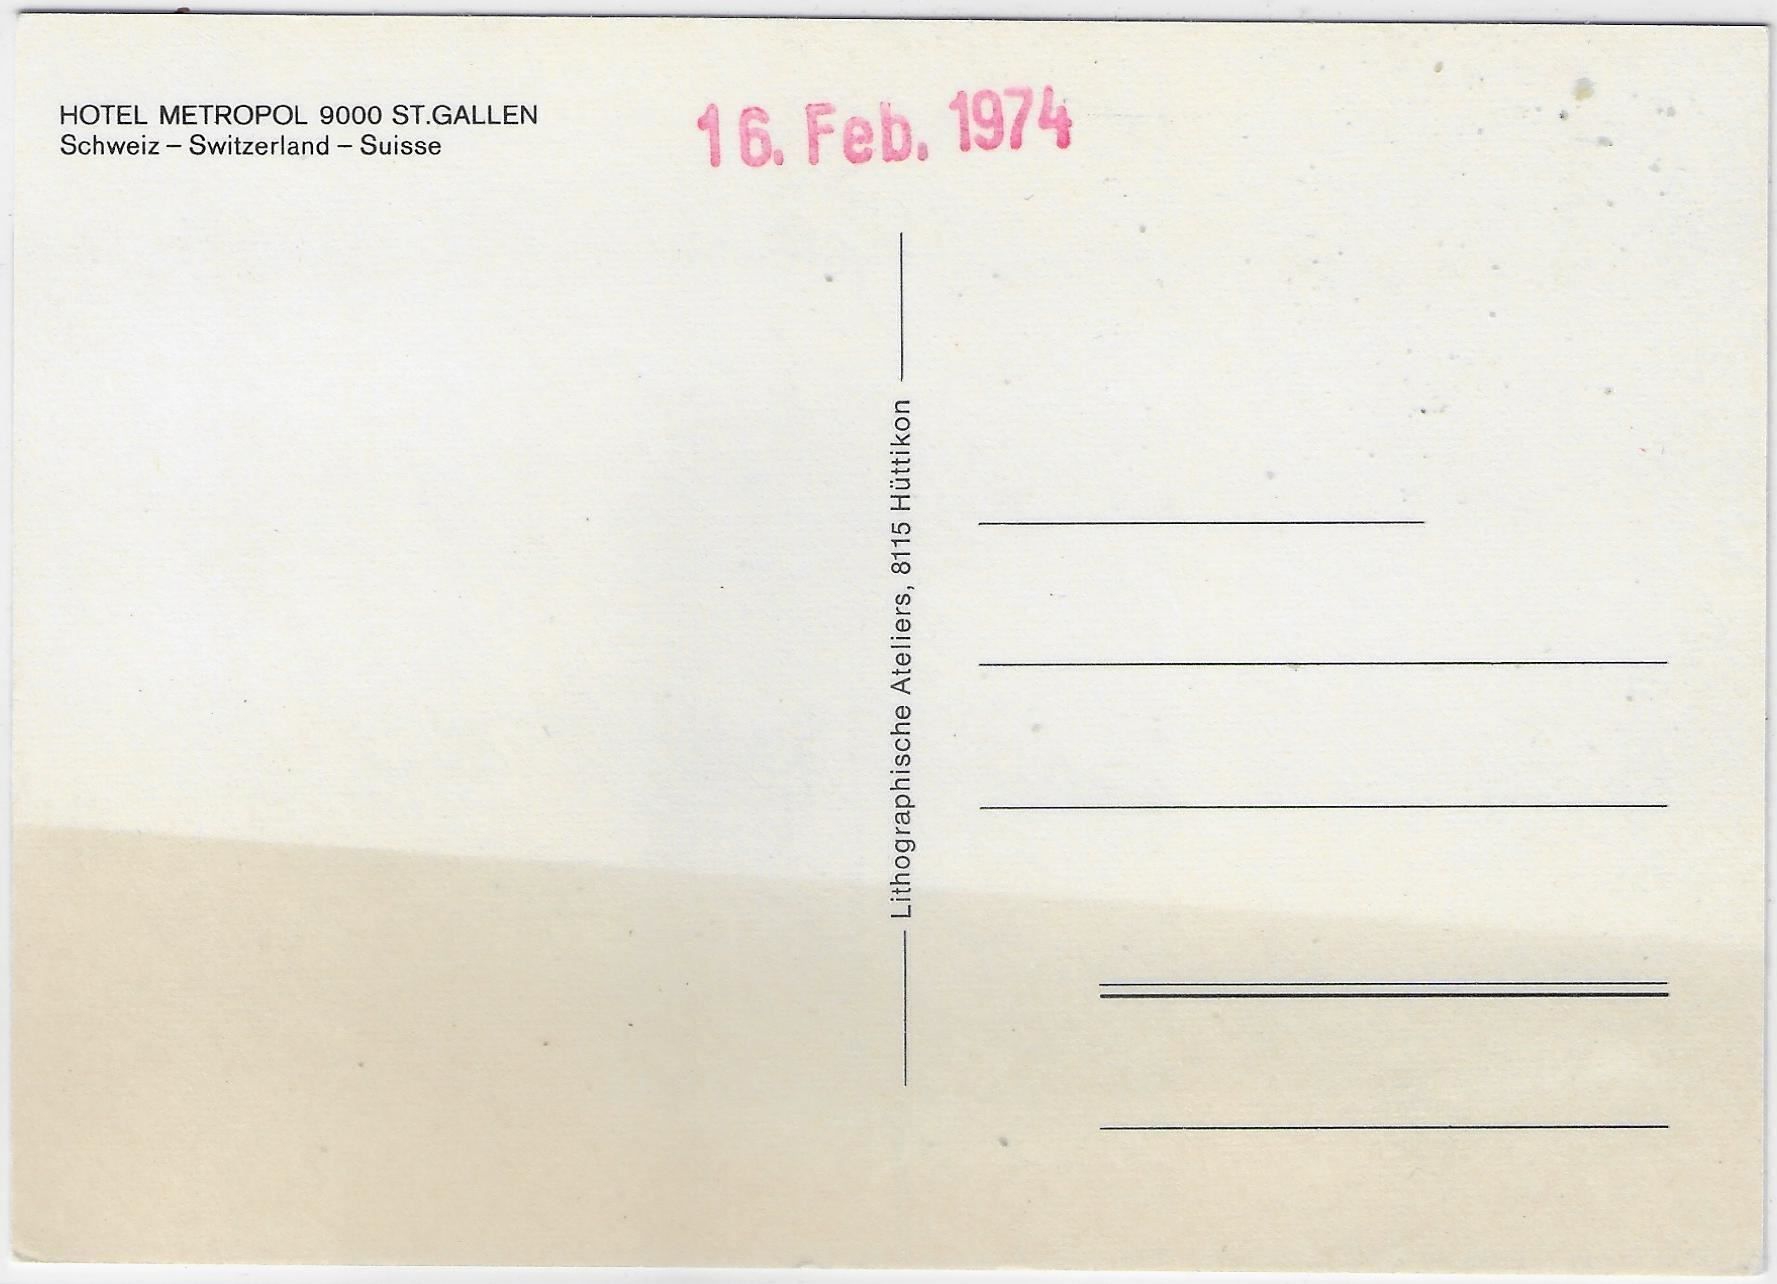 HOTEL METROPOL 9000 ST.GALLEN
Schweiz – Switzerland – Suisse
16. Feb. 1974
Lithographische Ateliers, 8115 Hüttikon